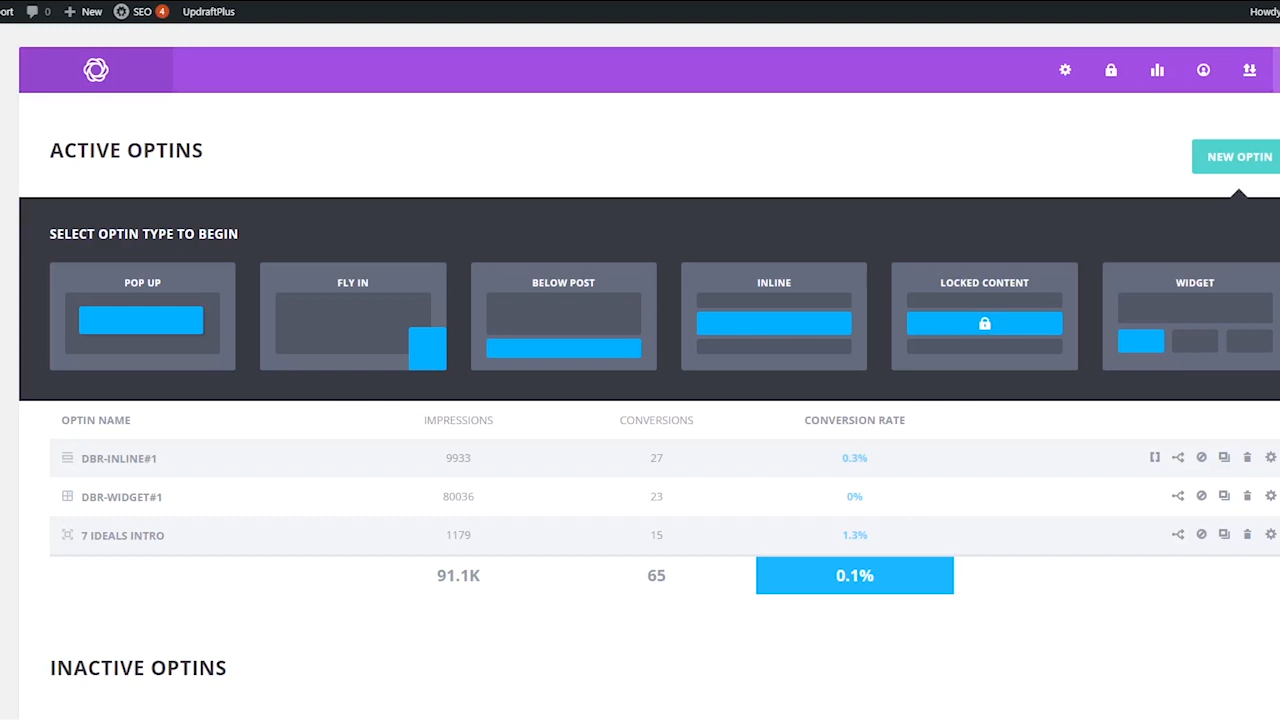 ort 0 New SEO 4 UpdraftPlus Howdy
ACTIVE OPTINS
NEW OPTIN
SELECT OPTIN TYPE TO BEGIN
POP UP FLY IN BELOW POST INLINE LOCKED CONTENT WIDGET
OPTIN NAME IMPRESSIONS CONVERSIONS CONVERSION RATE
DBR-INLINE#1 9933 27 0.3%
DBR-WIDGET#1 80036 23 0%
7 IDEALS INTRO 1179 15 1.3%
91.1K 65 0.1%
INACTIVE OPTINS